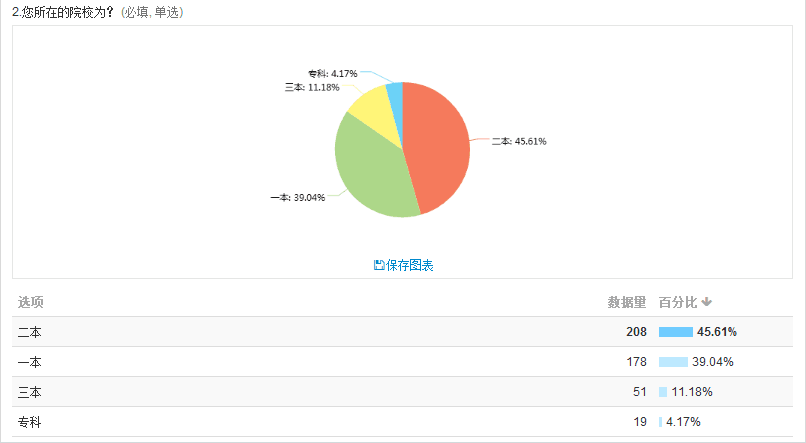 2.您所在的院校为? (必填, 单选)
专科: 4.17%
三本: 11.18%
二本: 45.61%
一本: 39.04%
保存图表
选项 数据量 百分比
二本 208 45.61%
一本 178 39.04%
三本 51 11.18%
专科 19 4.17%